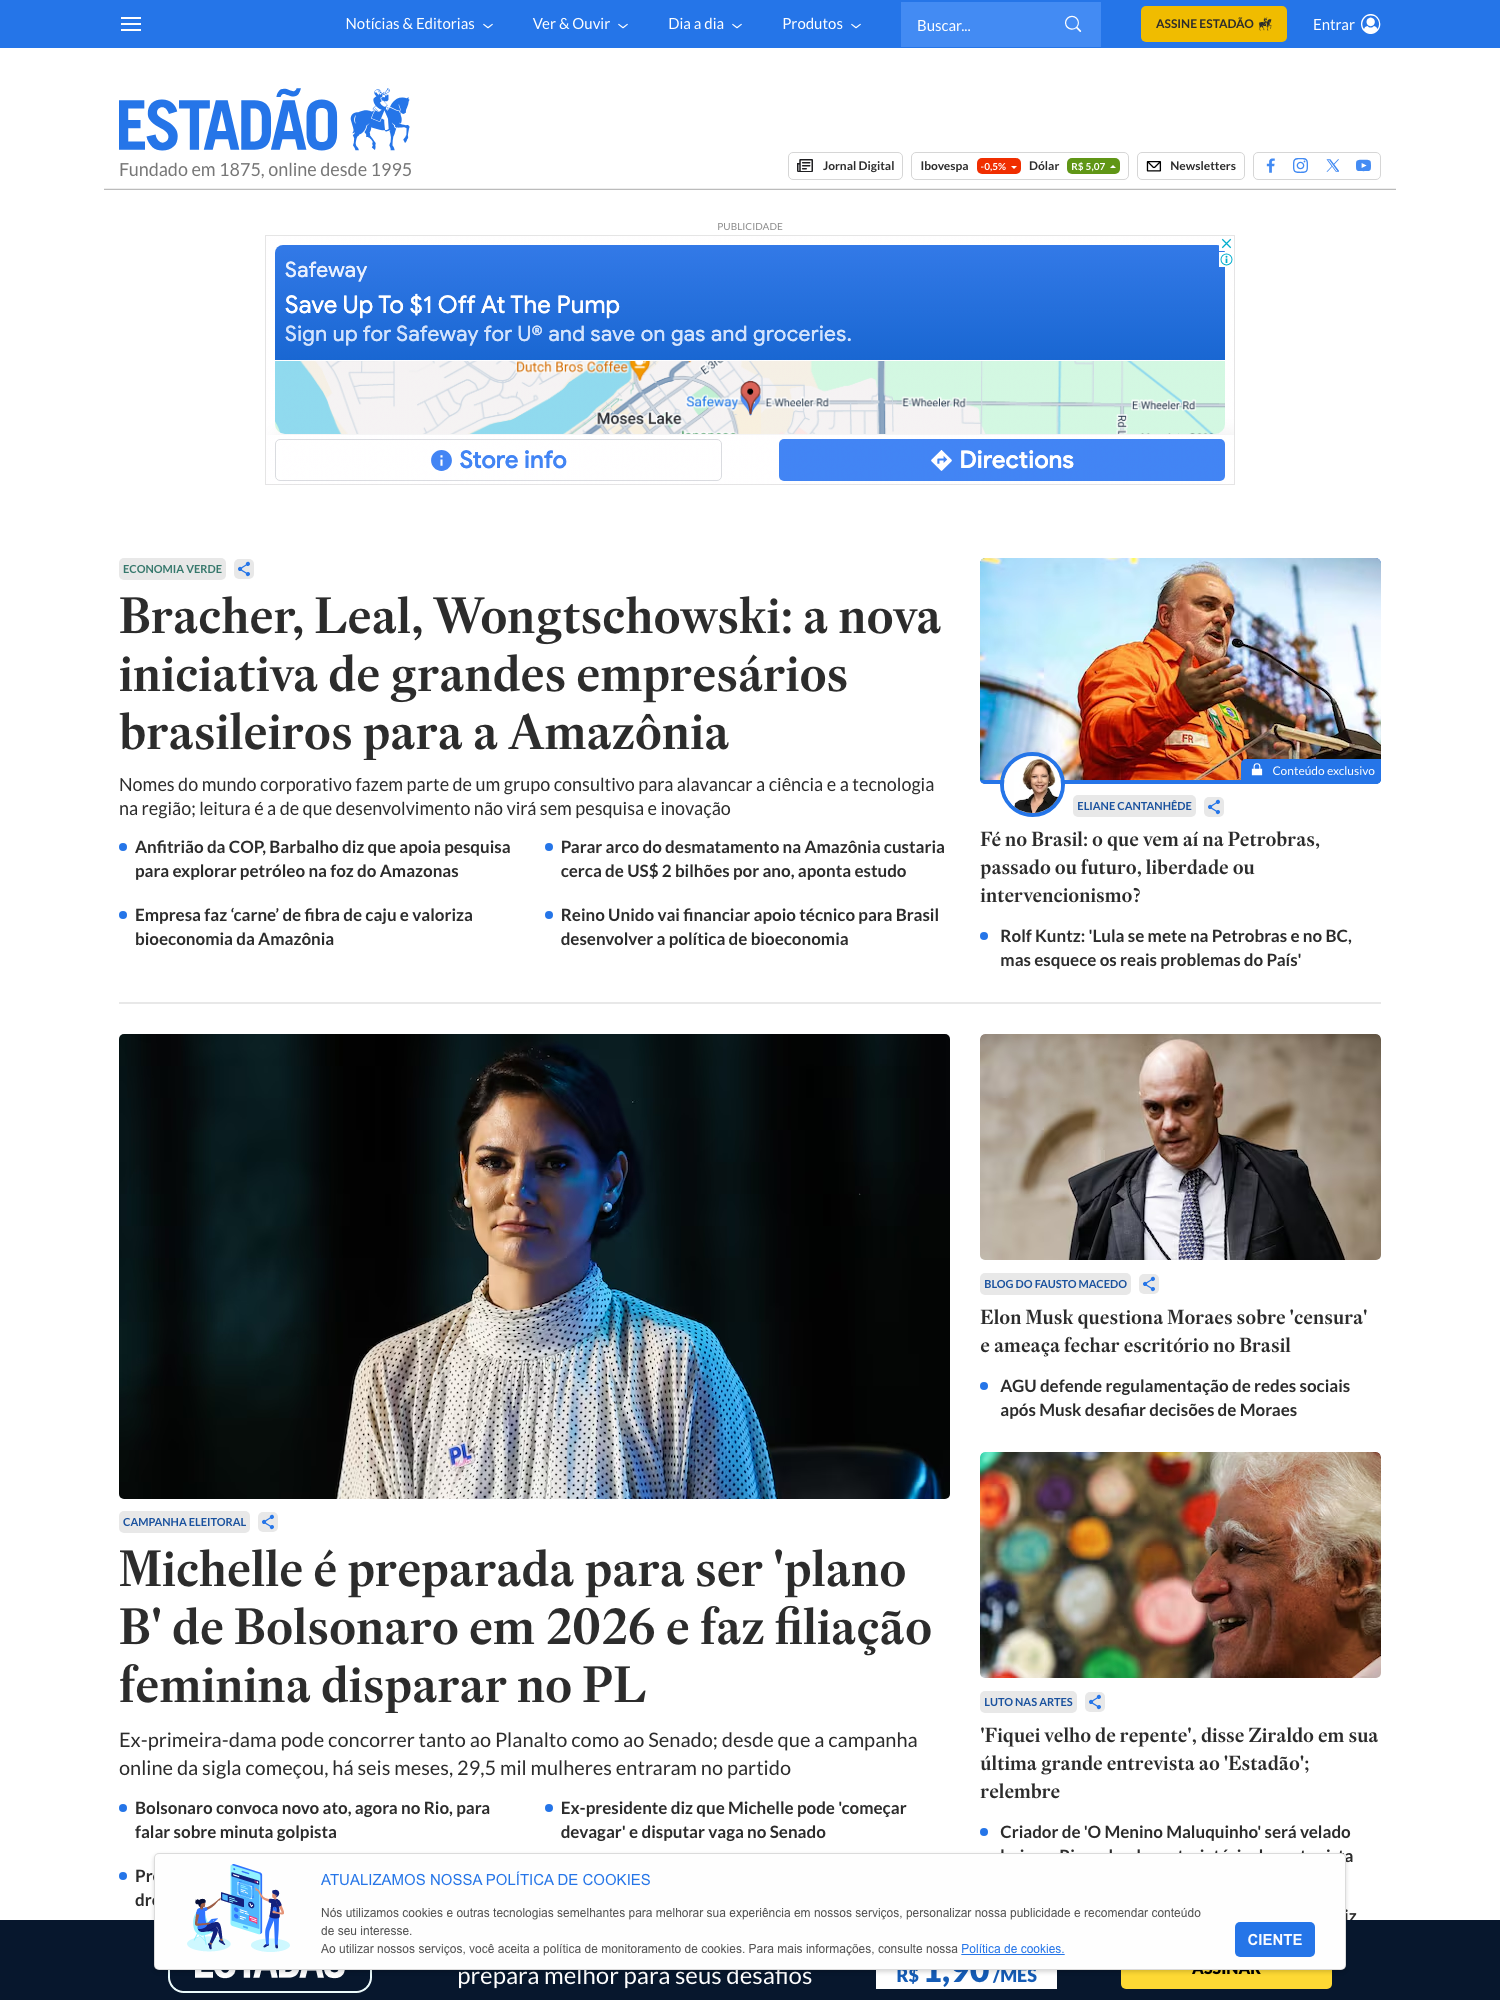 Notícias & Editorias
Ver & Ouvir
Dia a dia
Produtos
Buscar...
ASSINE ESTADÃO
Entrar
ESTADÃO
Fundado em 1875, online desde 1995
Jornal Digital
Ibovespa -0,5% Dólar R$ 5,07
Newsletters
PUBLICIDADE
Safeway
Save Up To $1 Off At The Pump
Sign up for Safeway for U® and save on gas and groceries.
Dutch Bros Coffee
E 3rd
Safeway
E Wheeler Rd
E Wheeler Rd
E Wheeler Rd
Moses Lake
Store info
Directions
ECONOMIA VERDE
Bracher, Leal, Wongtschowski: a nova
iniciativa de grandes empresários
brasileiros para a Amazônia
Nomes do mundo corporativo fazem parte de um grupo consultivo para alavancar a ciência e a tecnologia
na região; leitura é a de que desenvolvimento não virá sem pesquisa e inovação
Anfitrião da COP, Barbalho diz que apoia pesquisa
para explorar petróleo na foz do Amazonas
Parar arco do desmatamento na Amazônia custaria
cerca de US$ 2 bilhões por ano, aponta estudo
Empresa faz ‘carne’ de fibra de caju e valoriza
bioeconomia da Amazônia
Reino Unido vai financiar apoio técnico para Brasil
desenvolver a política de bioeconomia
FR
Conteúdo exclusivo
ELIANE CANTANHÊDE
Fé no Brasil: o que vem aí na Petrobras,
passado ou futuro, liberdade ou
intervencionismo?
Rolf Kuntz: 'Lula se mete na Petrobras e no BC,
mas esquece os reais problemas do País'
PL
CAMPANHA ELEITORAL
Michelle é preparada para ser 'plano
B' de Bolsonaro em 2026 e faz filiação
feminina disparar no PL
Ex-primeira-dama pode concorrer tanto ao Planalto como ao Senado; desde que a campanha
online da sigla começou, há seis meses, 29,5 mil mulheres entraram no partido
Bolsonaro convoca novo ato, agora no Rio, para
falar sobre minuta golpista
Ex-presidente diz que Michelle pode 'começar
devagar' e disputar vaga no Senado
BLOG DO FAUSTO MACEDO
Elon Musk questiona Moraes sobre 'censura'
e ameaça fechar escritório no Brasil
AGU defende regulamentação de redes sociais
após Musk desafiar decisões de Moraes
LUTO NAS ARTES
'Fiquei velho de repente', disse Ziraldo em sua
última grande entrevista ao 'Estadão';
relembre
Criador de 'O Menino Maluquinho' será velado
ATUALIZAMOS NOSSA POLÍTICA DE COOKIES
Nós utilizamos cookies e outras tecnologias semelhantes para melhorar sua experiência em nossos serviços, personalizar nossa publicidade e recomendar conteúdo
de seu interesse.
Ao utilizar nossos serviços, você aceita a política de monitoramento de cookies. Para mais informações, consulte nossa Política de cookies.
CIENTE
ESTADÃO
prepara melhor para seus desafios
R$ 1,90 /MÊS
ASSINAR